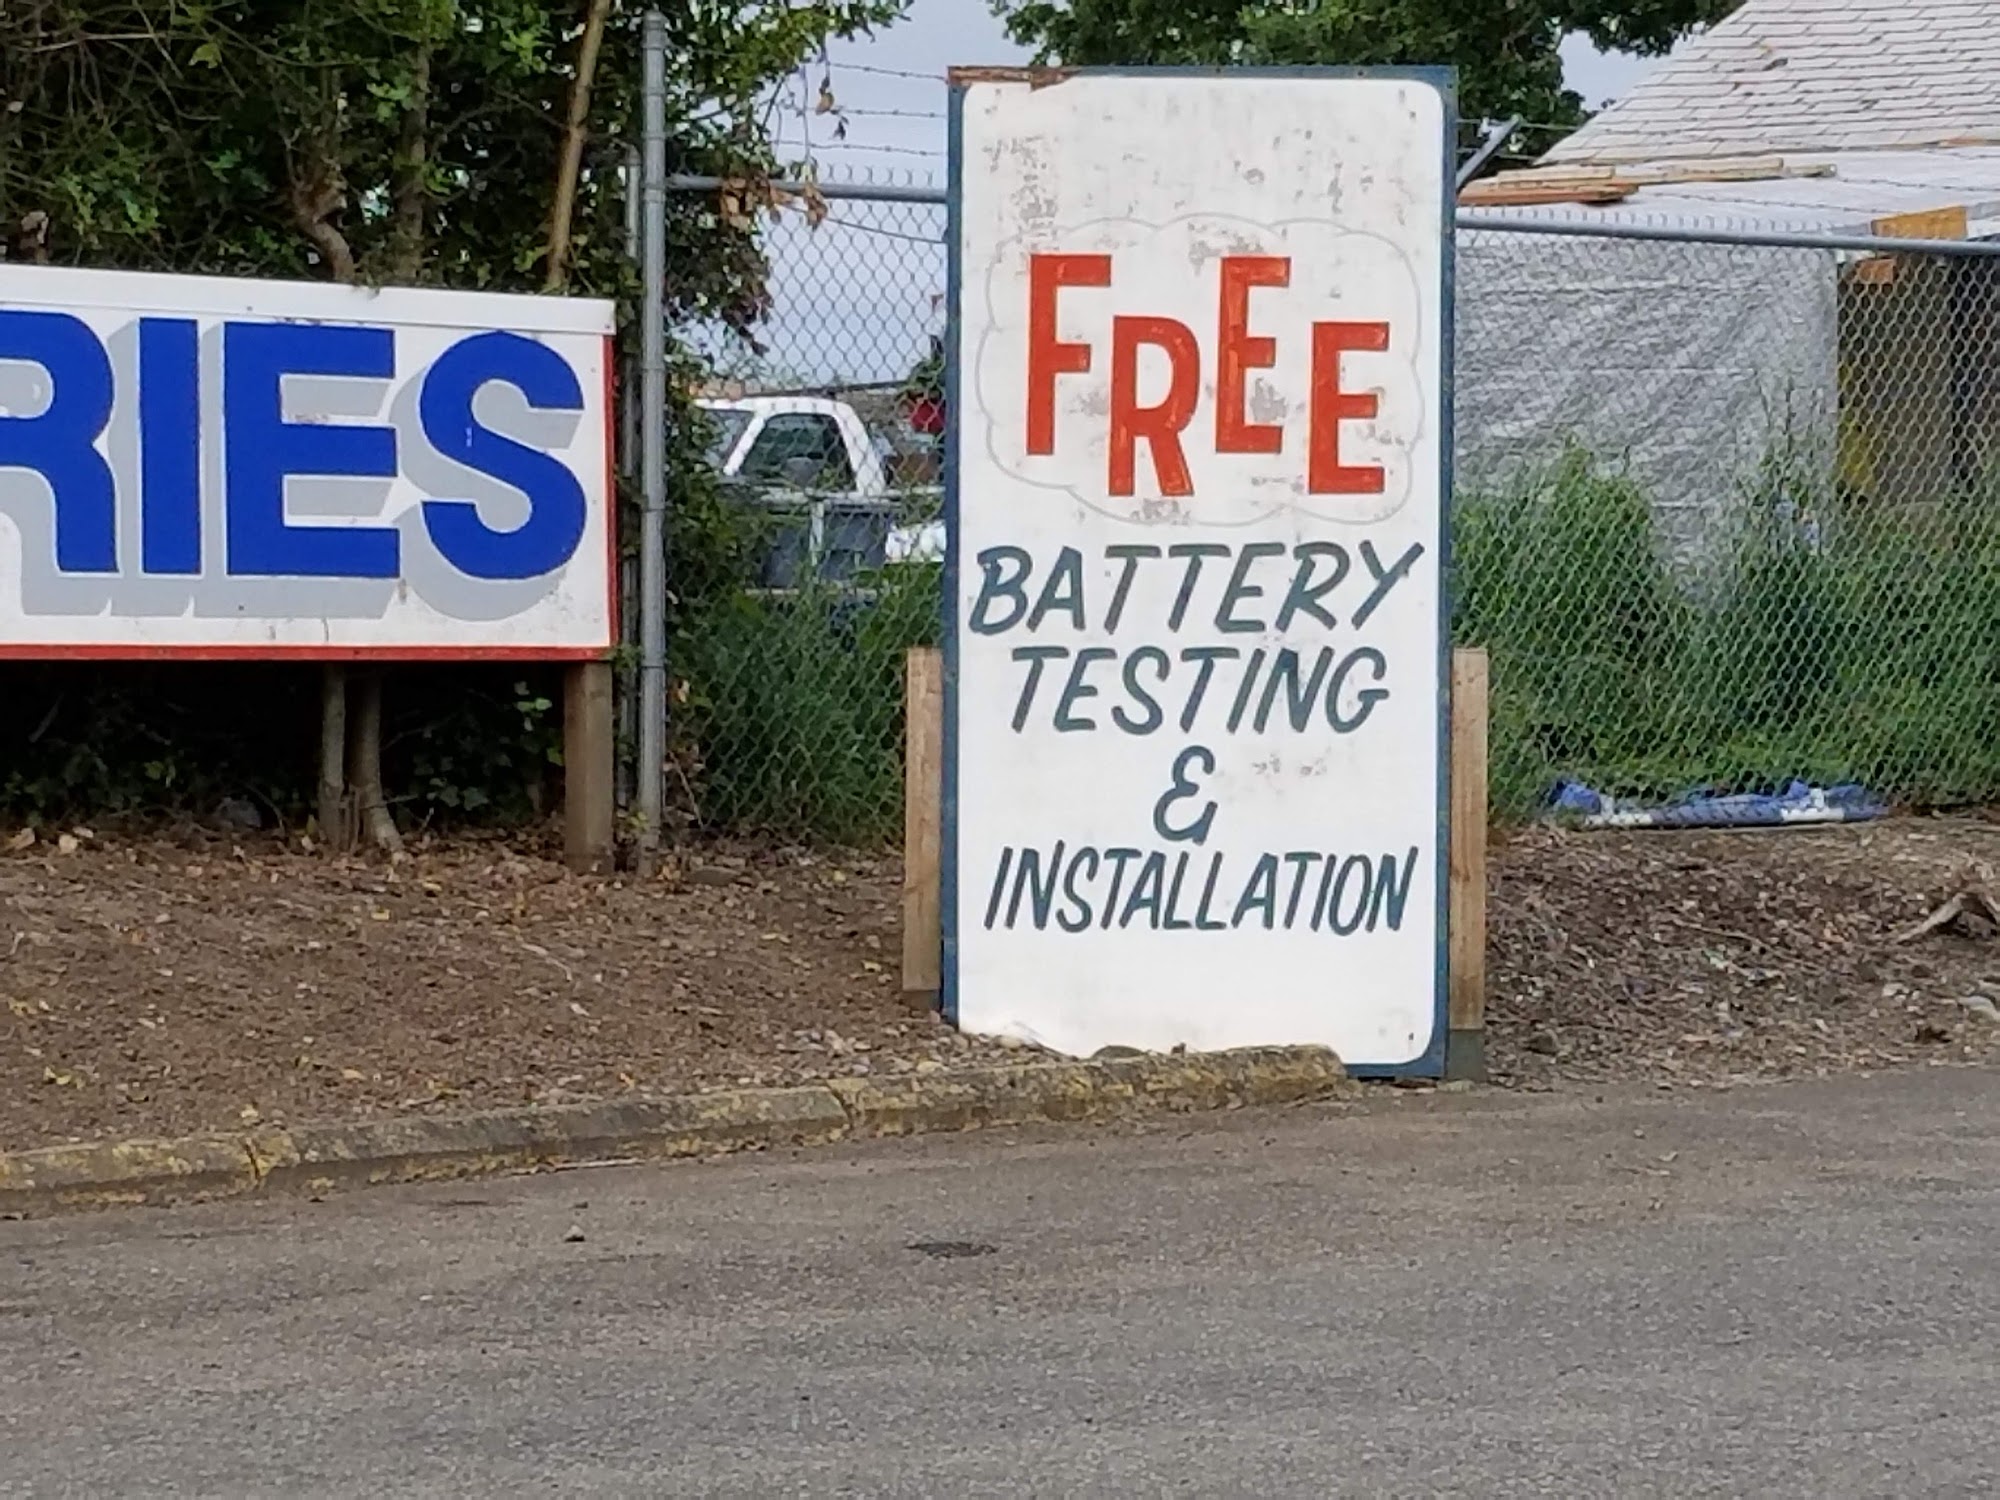 RIES
FREE
BATTERY
TESTING
&
INSTALLATION